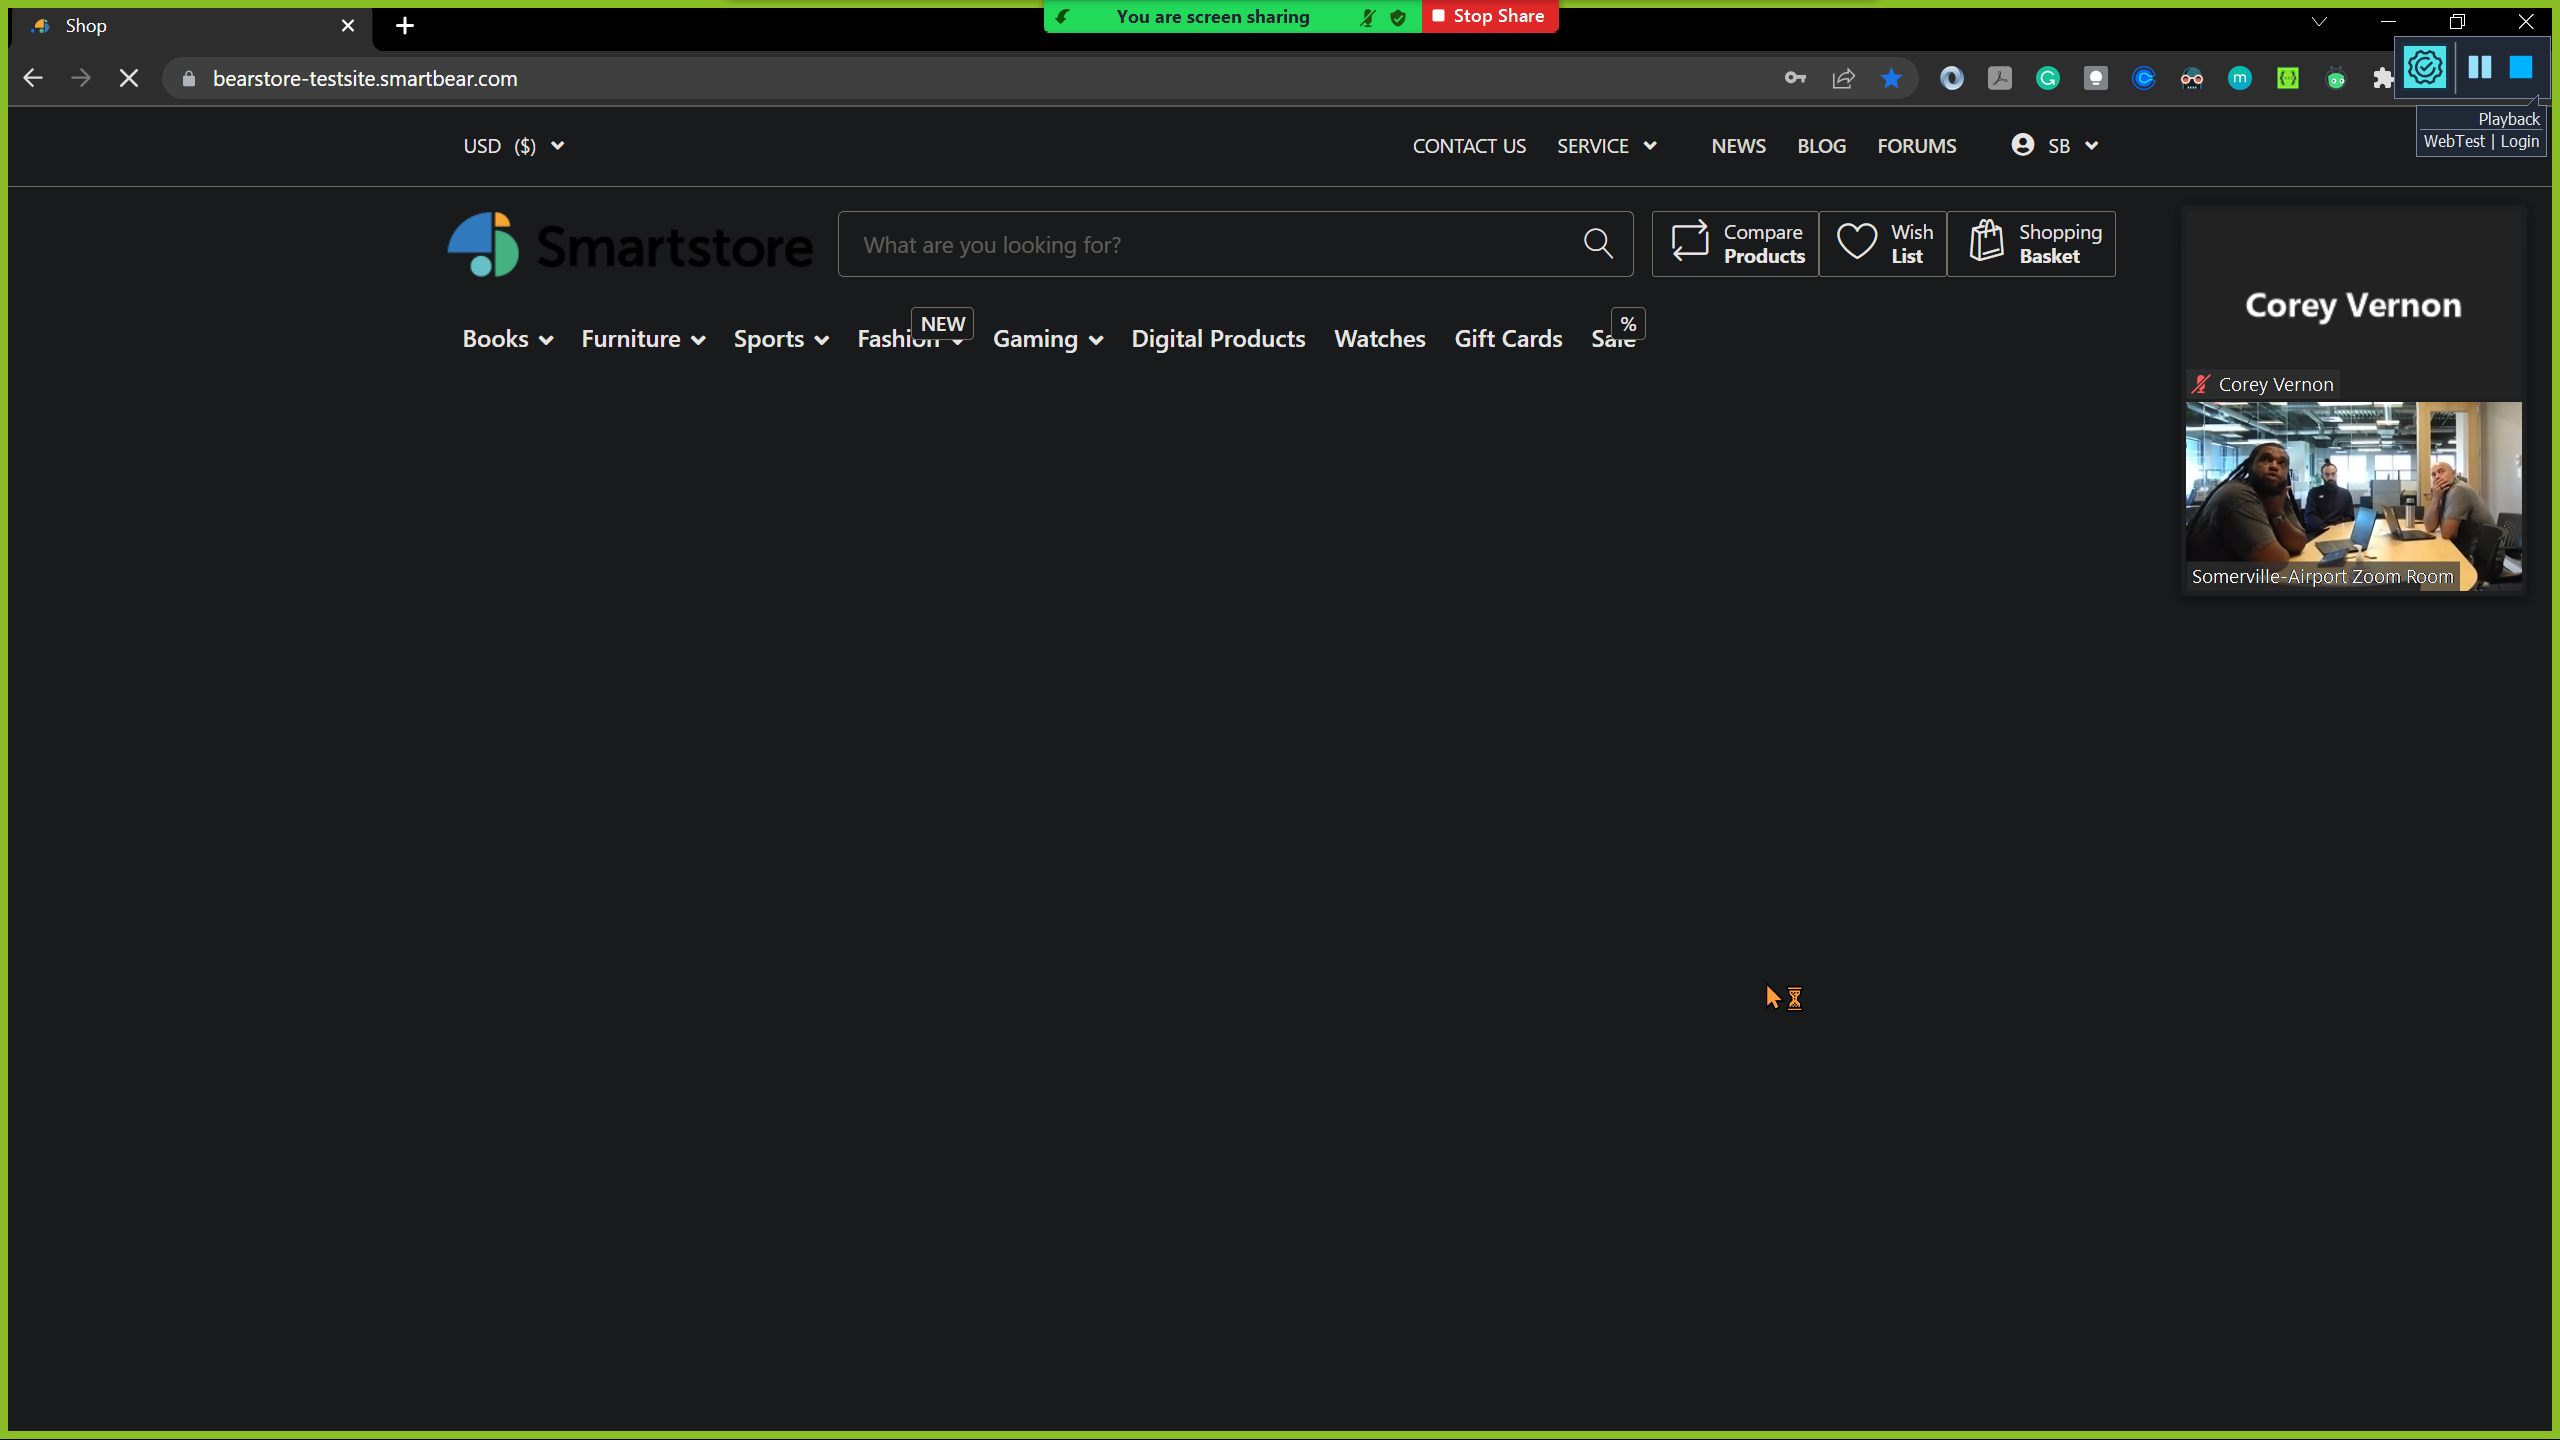 Shop
You are screen sharing
Stop Share
bearstore-testsite.smartbear.com
Playback
WebTest | Login
USD ($)
CONTACT US SERVICE NEWS BLOG FORUMS SB
Smartstore
What are you looking for?
Compare
Products
Wish
List
Shopping
Basket
NEW
%
Books Furniture Sports Fashion Gaming Digital Products Watches Gift Cards Sale
Corey Vernon
Corey Vernon
Somerville-Airport Zoom Room